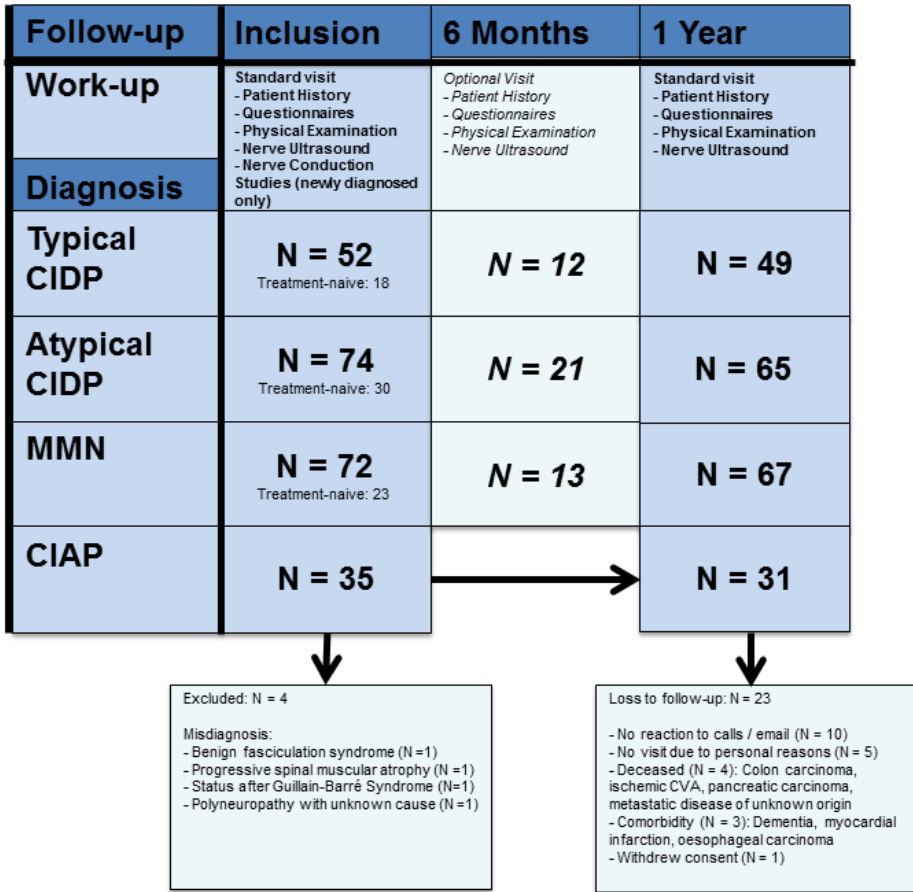 Follow-up
Inclusion
6 Months
1 Year
Work-up
Standard visit
- Patient History
- Questionnaires
- Physical Examination
- Nerve Ultrasound
- Nerve Conduction
Studies (newly diagnosed
only)
Optional Visit
- Patient History
- Questionnaires
- Physical Examination
- Nerve Ultrasound
Standard visit
- Patient History
- Questionnaires
- Physical Examination
- Nerve Ultrasound
Diagnosis
Typical
CIDP
N = 52
Treatment-naive: 18
N = 12
N = 49
Atypical
CIDP
N = 74
Treatment-naive: 30
N = 21
N = 65
MMN
N = 72
Treatment-naive: 23
N = 13
N = 67
CIAP
N = 35
N = 31
Excluded: N = 4
Misdiagnosis:
- Benign fasciculation syndrome (N =1)
- Progressive spinal muscular atrophy (N =1)
- Status after Guillain-Barré Syndrome (N=1)
- Polyneuropathy with unknown cause (N =1)
Loss to follow-up: N = 23
- No reaction to calls / email (N = 10)
- No visit due to personal reasons (N = 5)
- Deceased (N = 4): Colon carcinoma,
ischemic CVA, pancreatic carcinoma,
metastatic disease of unknown origin
- Comorbidity (N = 3): Dementia, myocardial
infarction, oesophageal carcinoma
- Withdrew consent (N = 1)